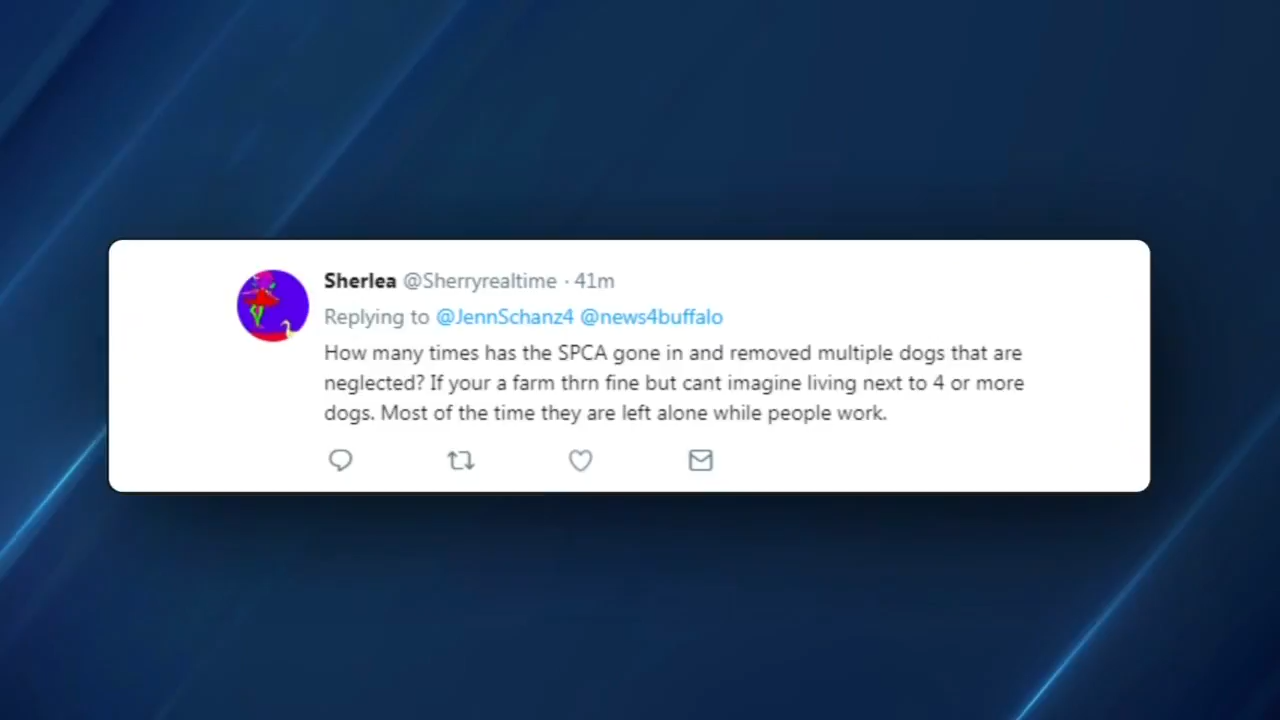 Sherlea @Sherryrealtime · 41m
Replying to @JennSchanz4 @news4buffalo
How many times has the SPCA gone in and removed multiple dogs that are
neglected? If your a farm thrn fine but cant imagine living next to 4 or more
dogs. Most of the time they are left alone while people work.